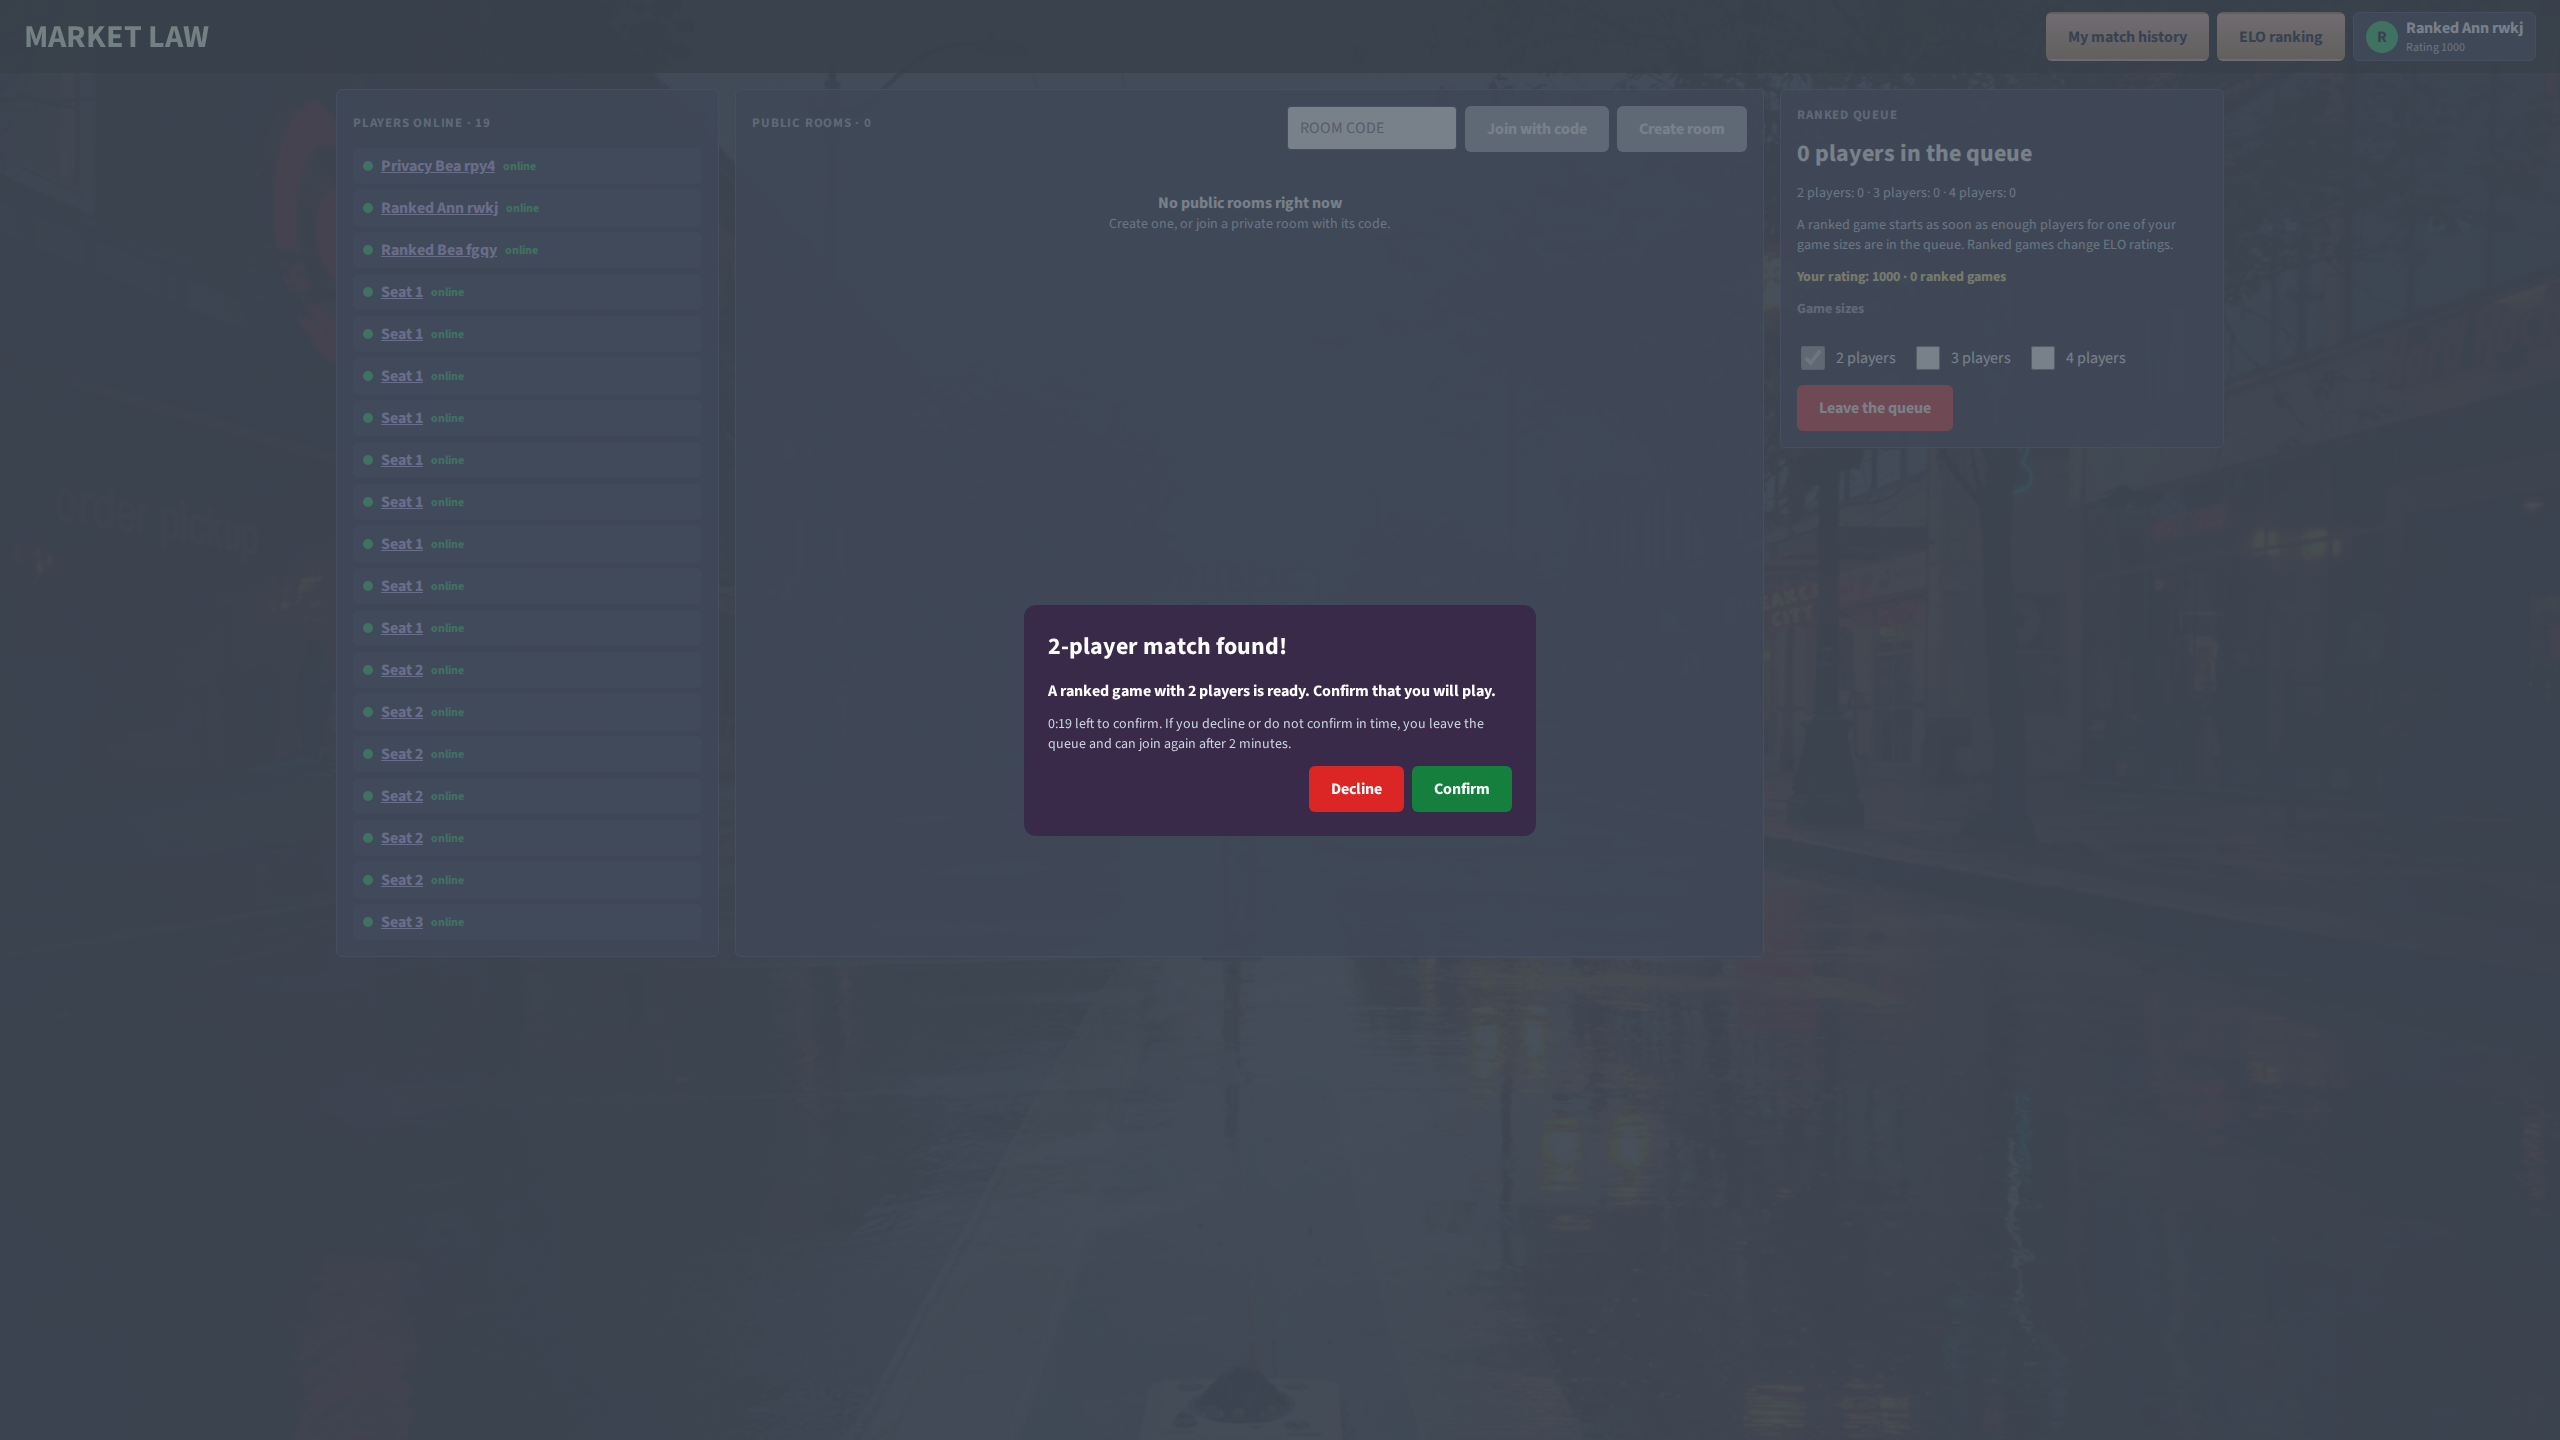 MARKET LAW
My match history
ELO ranking
R
Ranked Ann rwkj
Rating 1000
PLAYERS ONLINE · 19
Privacy Bea rpy4 online
Ranked Ann rwkj online
Ranked Bea fgqy online
Seat 1 online
Seat 1 online
Seat 1 online
Seat 1 online
Seat 1 online
Seat 1 online
Seat 1 online
Seat 1 online
Seat 1 online
Seat 2 online
Seat 2 online
Seat 2 online
Seat 2 online
Seat 2 online
Seat 2 online
Seat 3 online
PUBLIC ROOMS · 0
ROOM CODE
Join with code
Create room
No public rooms right now
Create one, or join a private room with its code.
RANKED QUEUE
0 players in the queue
2 players: 0 · 3 players: 0 · 4 players: 0
A ranked game starts as soon as enough players for one of your
game sizes are in the queue. Ranked games change ELO ratings.
Your rating: 1000 · 0 ranked games
Game sizes
2 players
3 players
4 players
Leave the queue
2-player match found!
A ranked game with 2 players is ready. Confirm that you will play.
0:19 left to confirm. If you decline or do not confirm in time, you leave the
queue and can join again after 2 minutes.
Decline
Confirm
order pickup